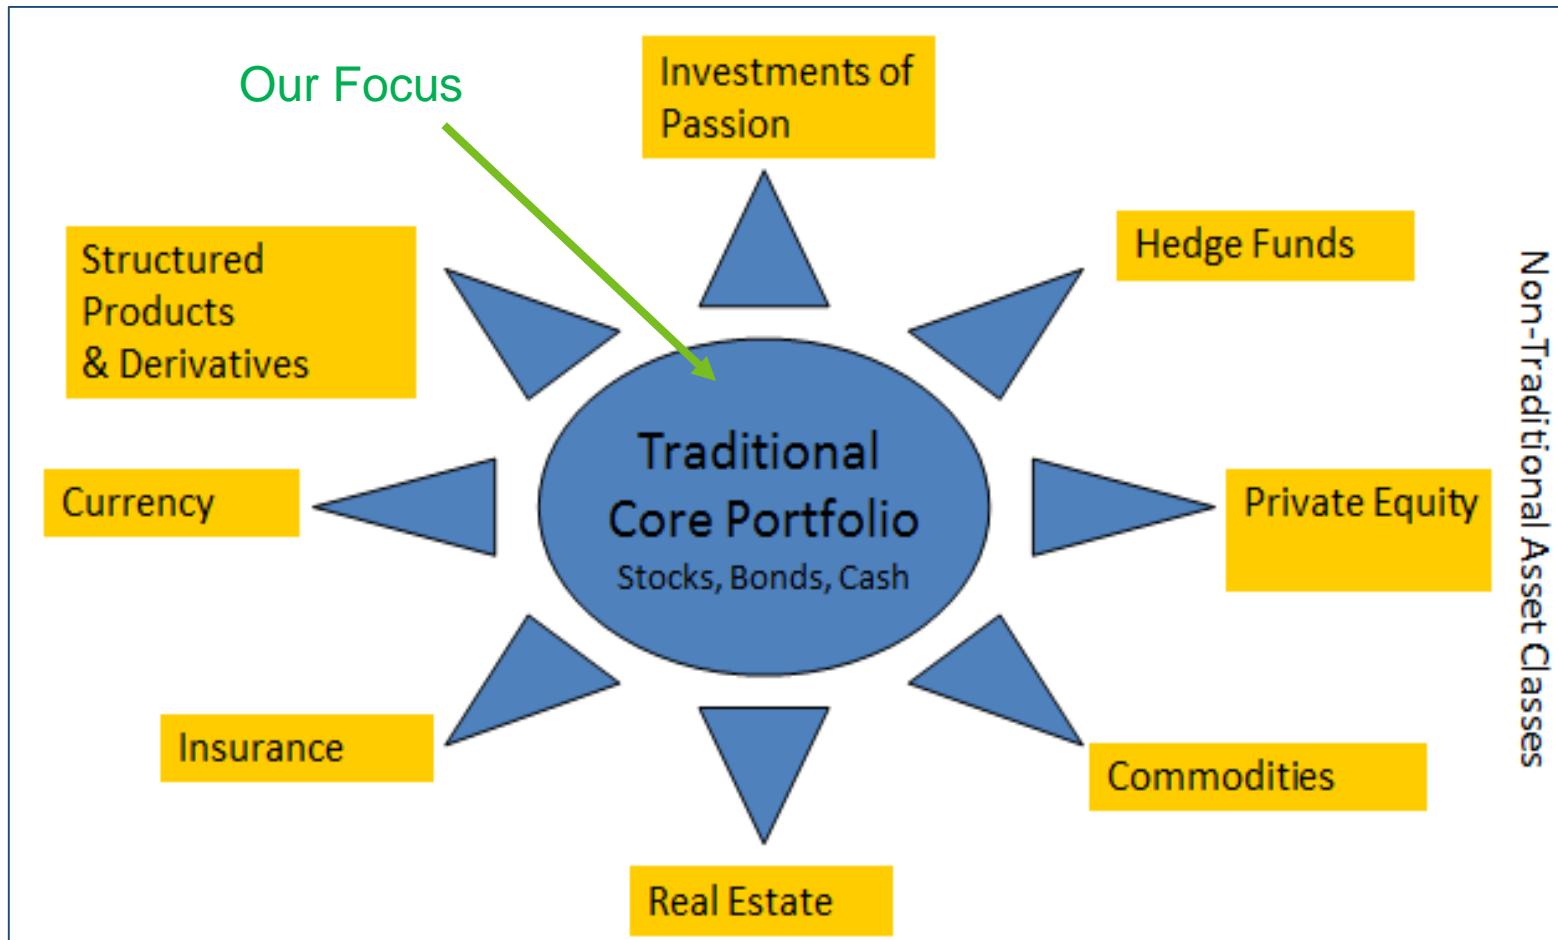 Our Focus
Investments of
Passion
Structured
Products
& Derivatives
Hedge Funds
Traditional
Core Portfolio
Stocks, Bonds, Cash
Currency
Private Equity
Insurance
Commodities
Real Estate
Non-Traditional Asset Classes